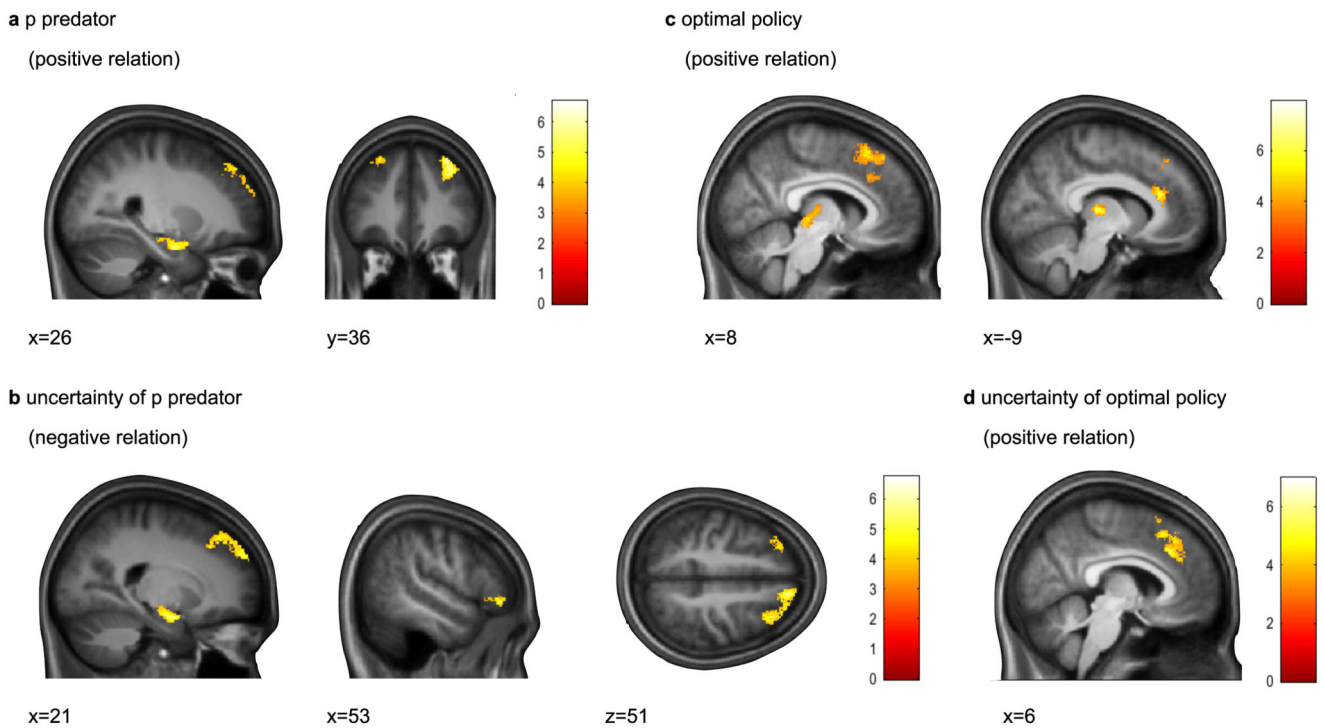 a p predator
(positive relation)
6
5
4
3
2
1
0
x=26
y=36
c optimal policy
(positive relation)
6
4
2
0
x=8
x=-9
b uncertainty of p predator
(negative relation)
6
5
4
3
2
1
0
x=21
x=53
z=51
d uncertainty of optimal policy
(positive relation)
6
4
2
0
x=6